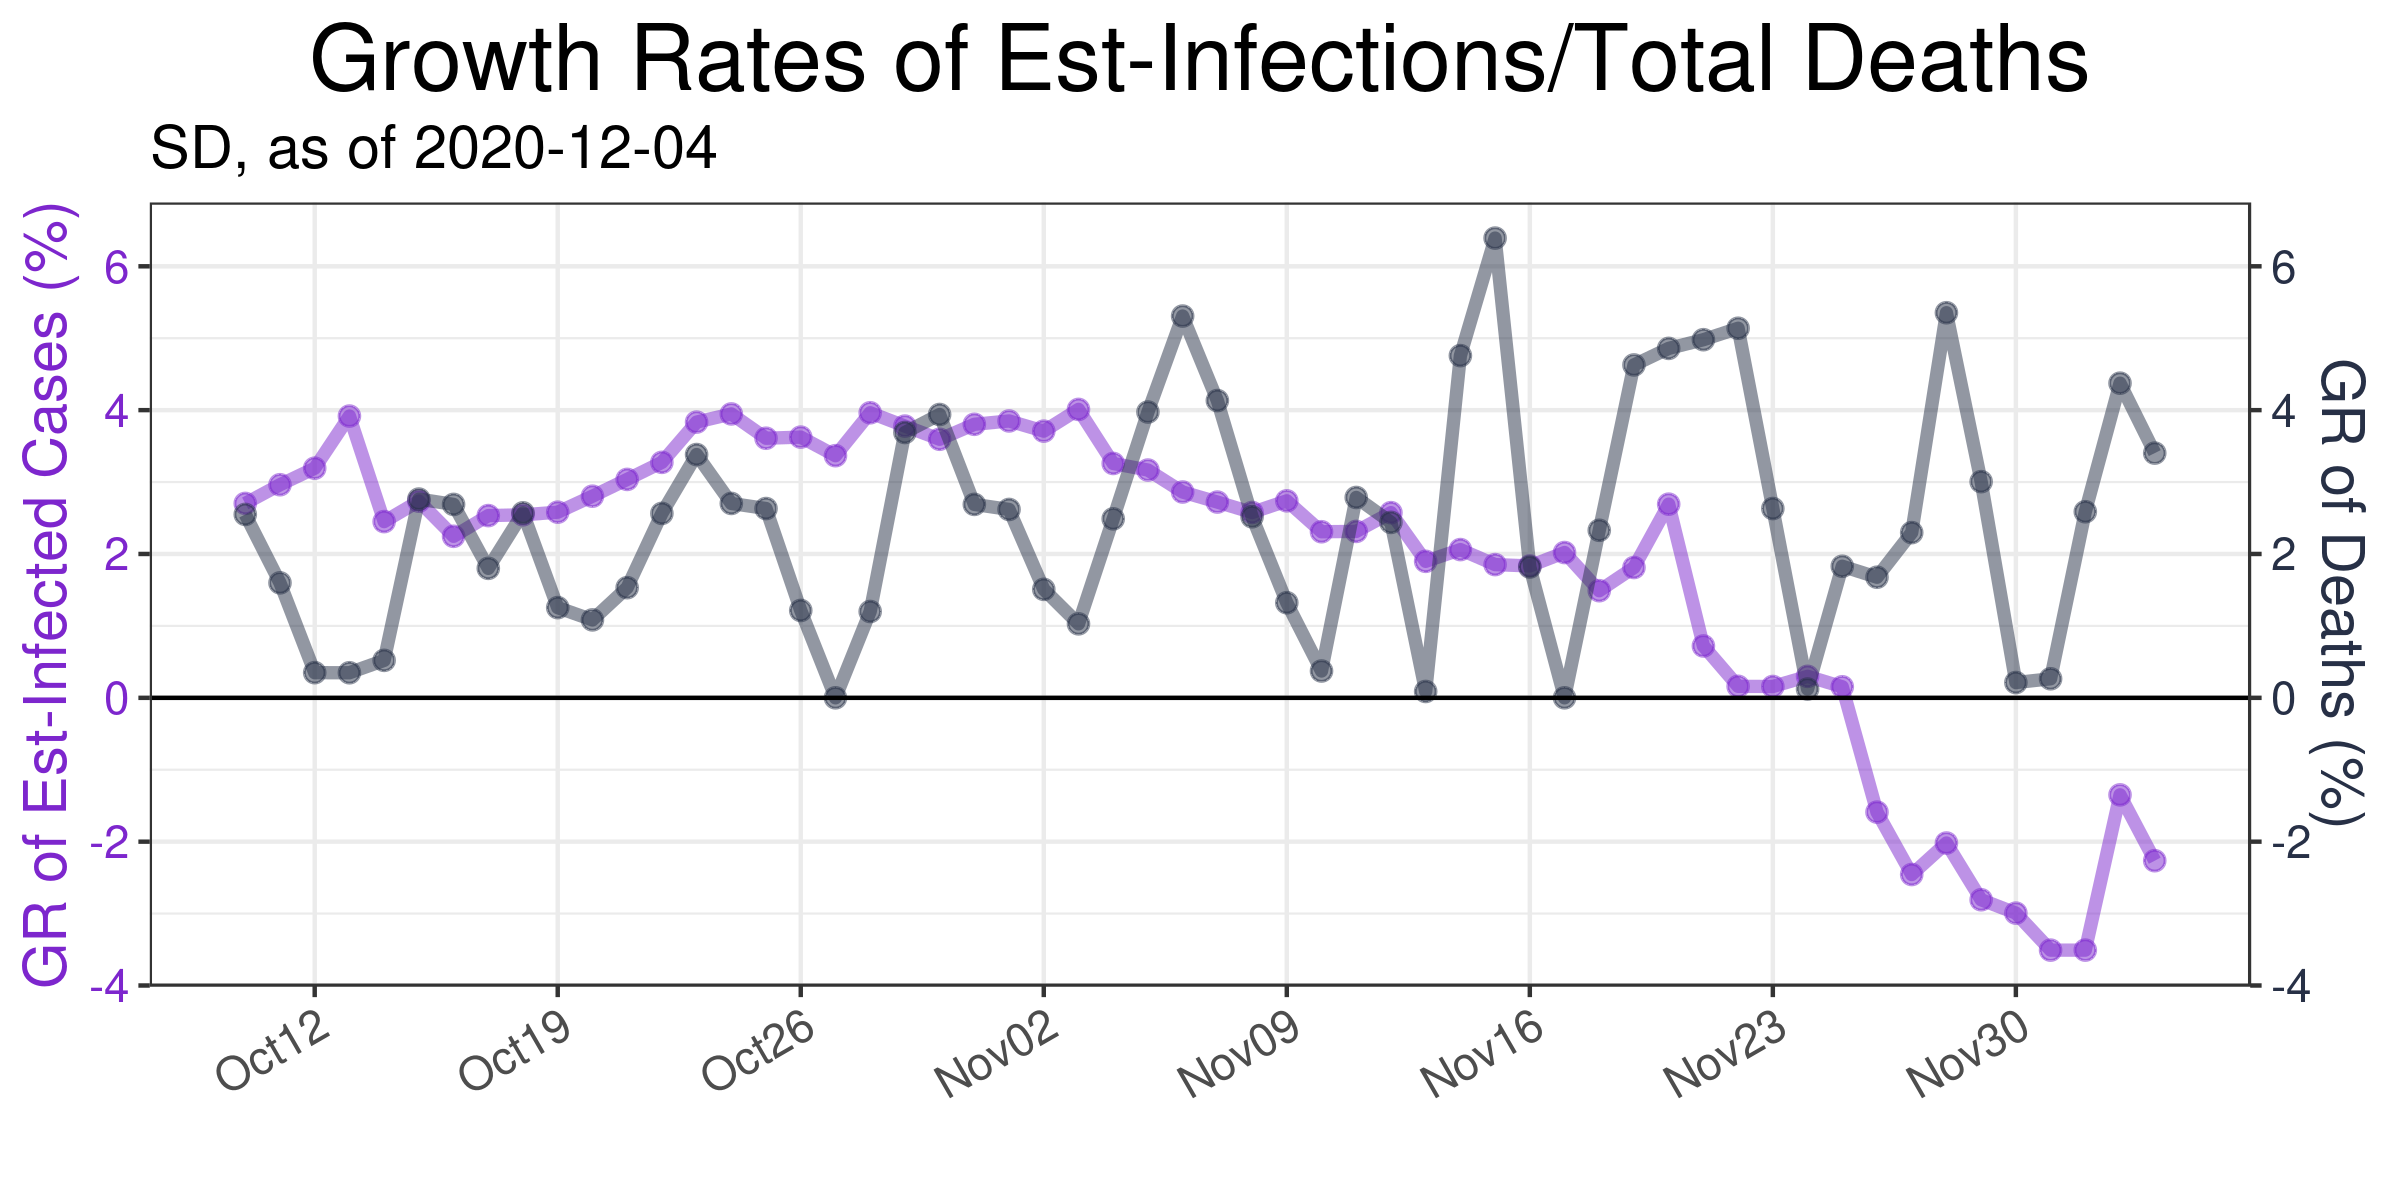 Growth Rates of Est-Infections/Total Deaths
SD, as of 2020-12-04
GR of Est-Infected Cases (%)
6
4
2
0
-2
-4
6
4
2
0
-2
-4
GR of Deaths (%)
Oct12
Oct19
Oct26
Nov02
Nov09
Nov16
Nov23
Nov30